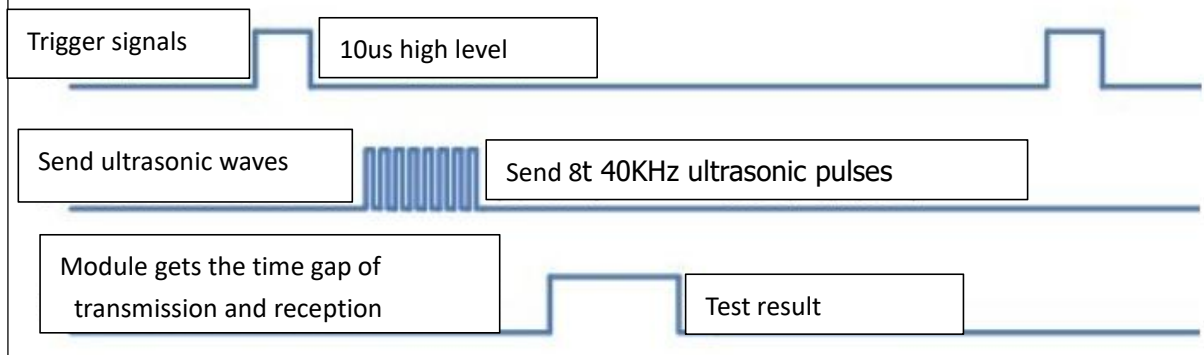 Trigger signals
10us high level
Send ultrasonic waves
Send 8t 40KHz ultrasonic pulses
Module gets the time gap of
transmission and reception
Test result